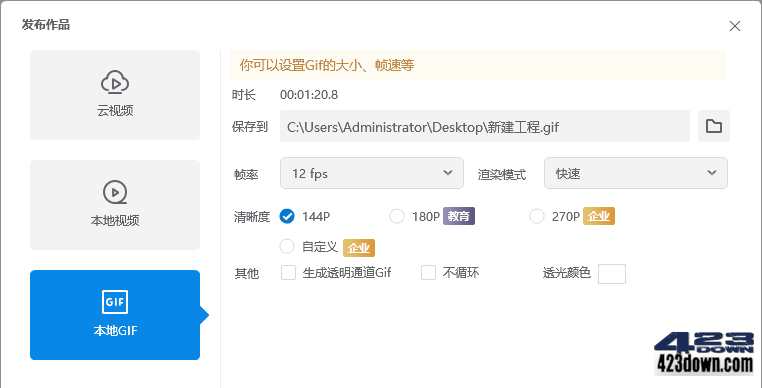 发布作品
云视频
本地视频
GIF
本地GIF
你可以设置Gif的大小、帧速等
时长 00:01:20.8
保存到 C:\Users\Administrator\Desktop\新建工程.gif
帧率 12 fps 渲染模式 快速
清晰度 144P 180P 教育 270P 企业
自定义 企业
其他 生成透明通道Gif 不循环 透光颜色
423
DOWN
423down.com